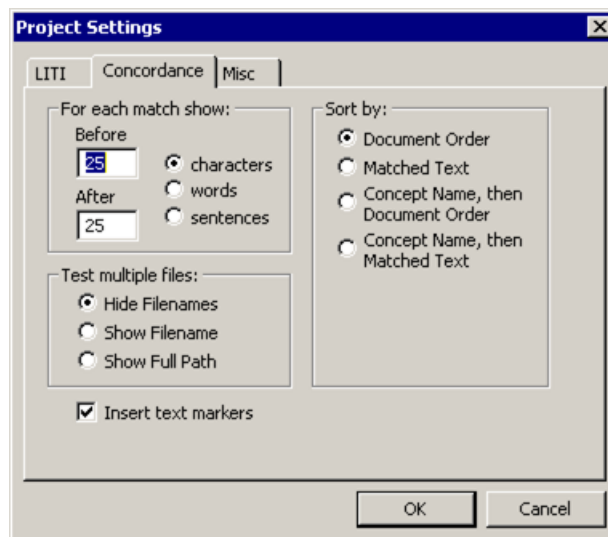 Project Settings
LITI Concordance Misc
For each match show:
Before
25
After
25
characters
words
sentences
Test multiple files:
Hide Filenames
Show Filename
Show Full Path
Insert text markers
Sort by:
Document Order
Matched Text
Concept Name, then
Document Order
Concept Name, then
Matched Text
OK Cancel